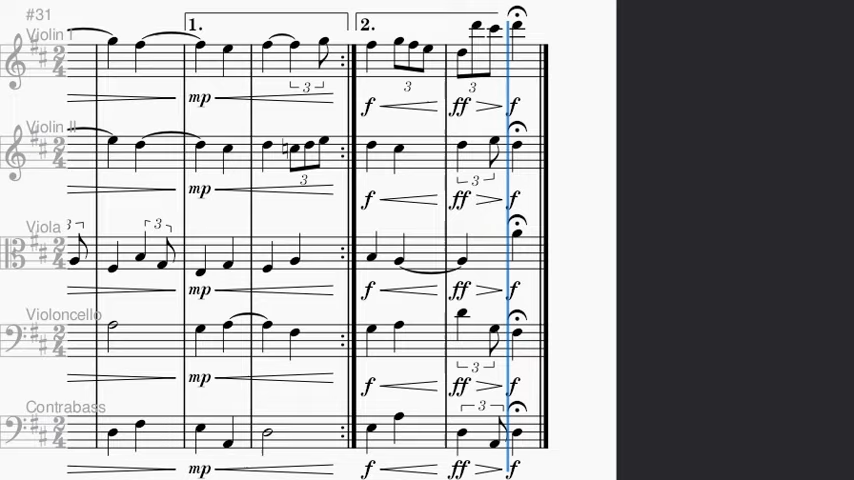 #31
Violin I
1.
2.
3
mp
3
f
3
ff
f
Violin II
3
mp
3
f
ff
f
Viola
3
3
mp
f
ff
f
Violoncello
mp
3
f
ff
f
Contrabass
3
mp
f
ff
f